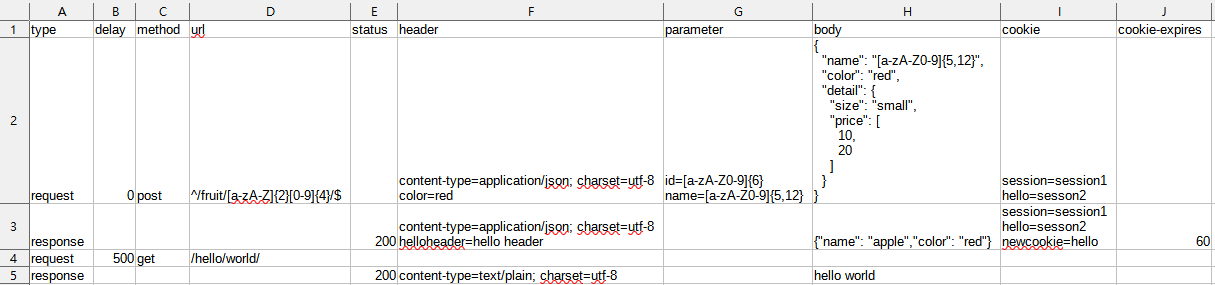 A B C D E F G H I J
1 type delay method url status header parameter body cookie cookie-expires
{
"name": "[a-zA-Z0-9]{5,12}",
"color": "red",
"detail": {
"size": "small",
"price": [
10,
20
]
}
}
2 request 0 post ^/fruit/[a-zA-Z]{2}[0-9]{4}/$
content-type=application/json; charset=utf-8
color=red
id=[a-zA-Z0-9]{6}
name=[a-zA-Z0-9]{5,12}
session=session1
hello=sesson2
3 response 200
content-type=application/json; charset=utf-8
helloheader=hello header
{"name": "apple","color": "red"}
session=session1
hello=sesson2
newcookie=hello
60
4 request 500 get /hello/world/
5 response 200 content-type=text/plain; charset=utf-8 hello world